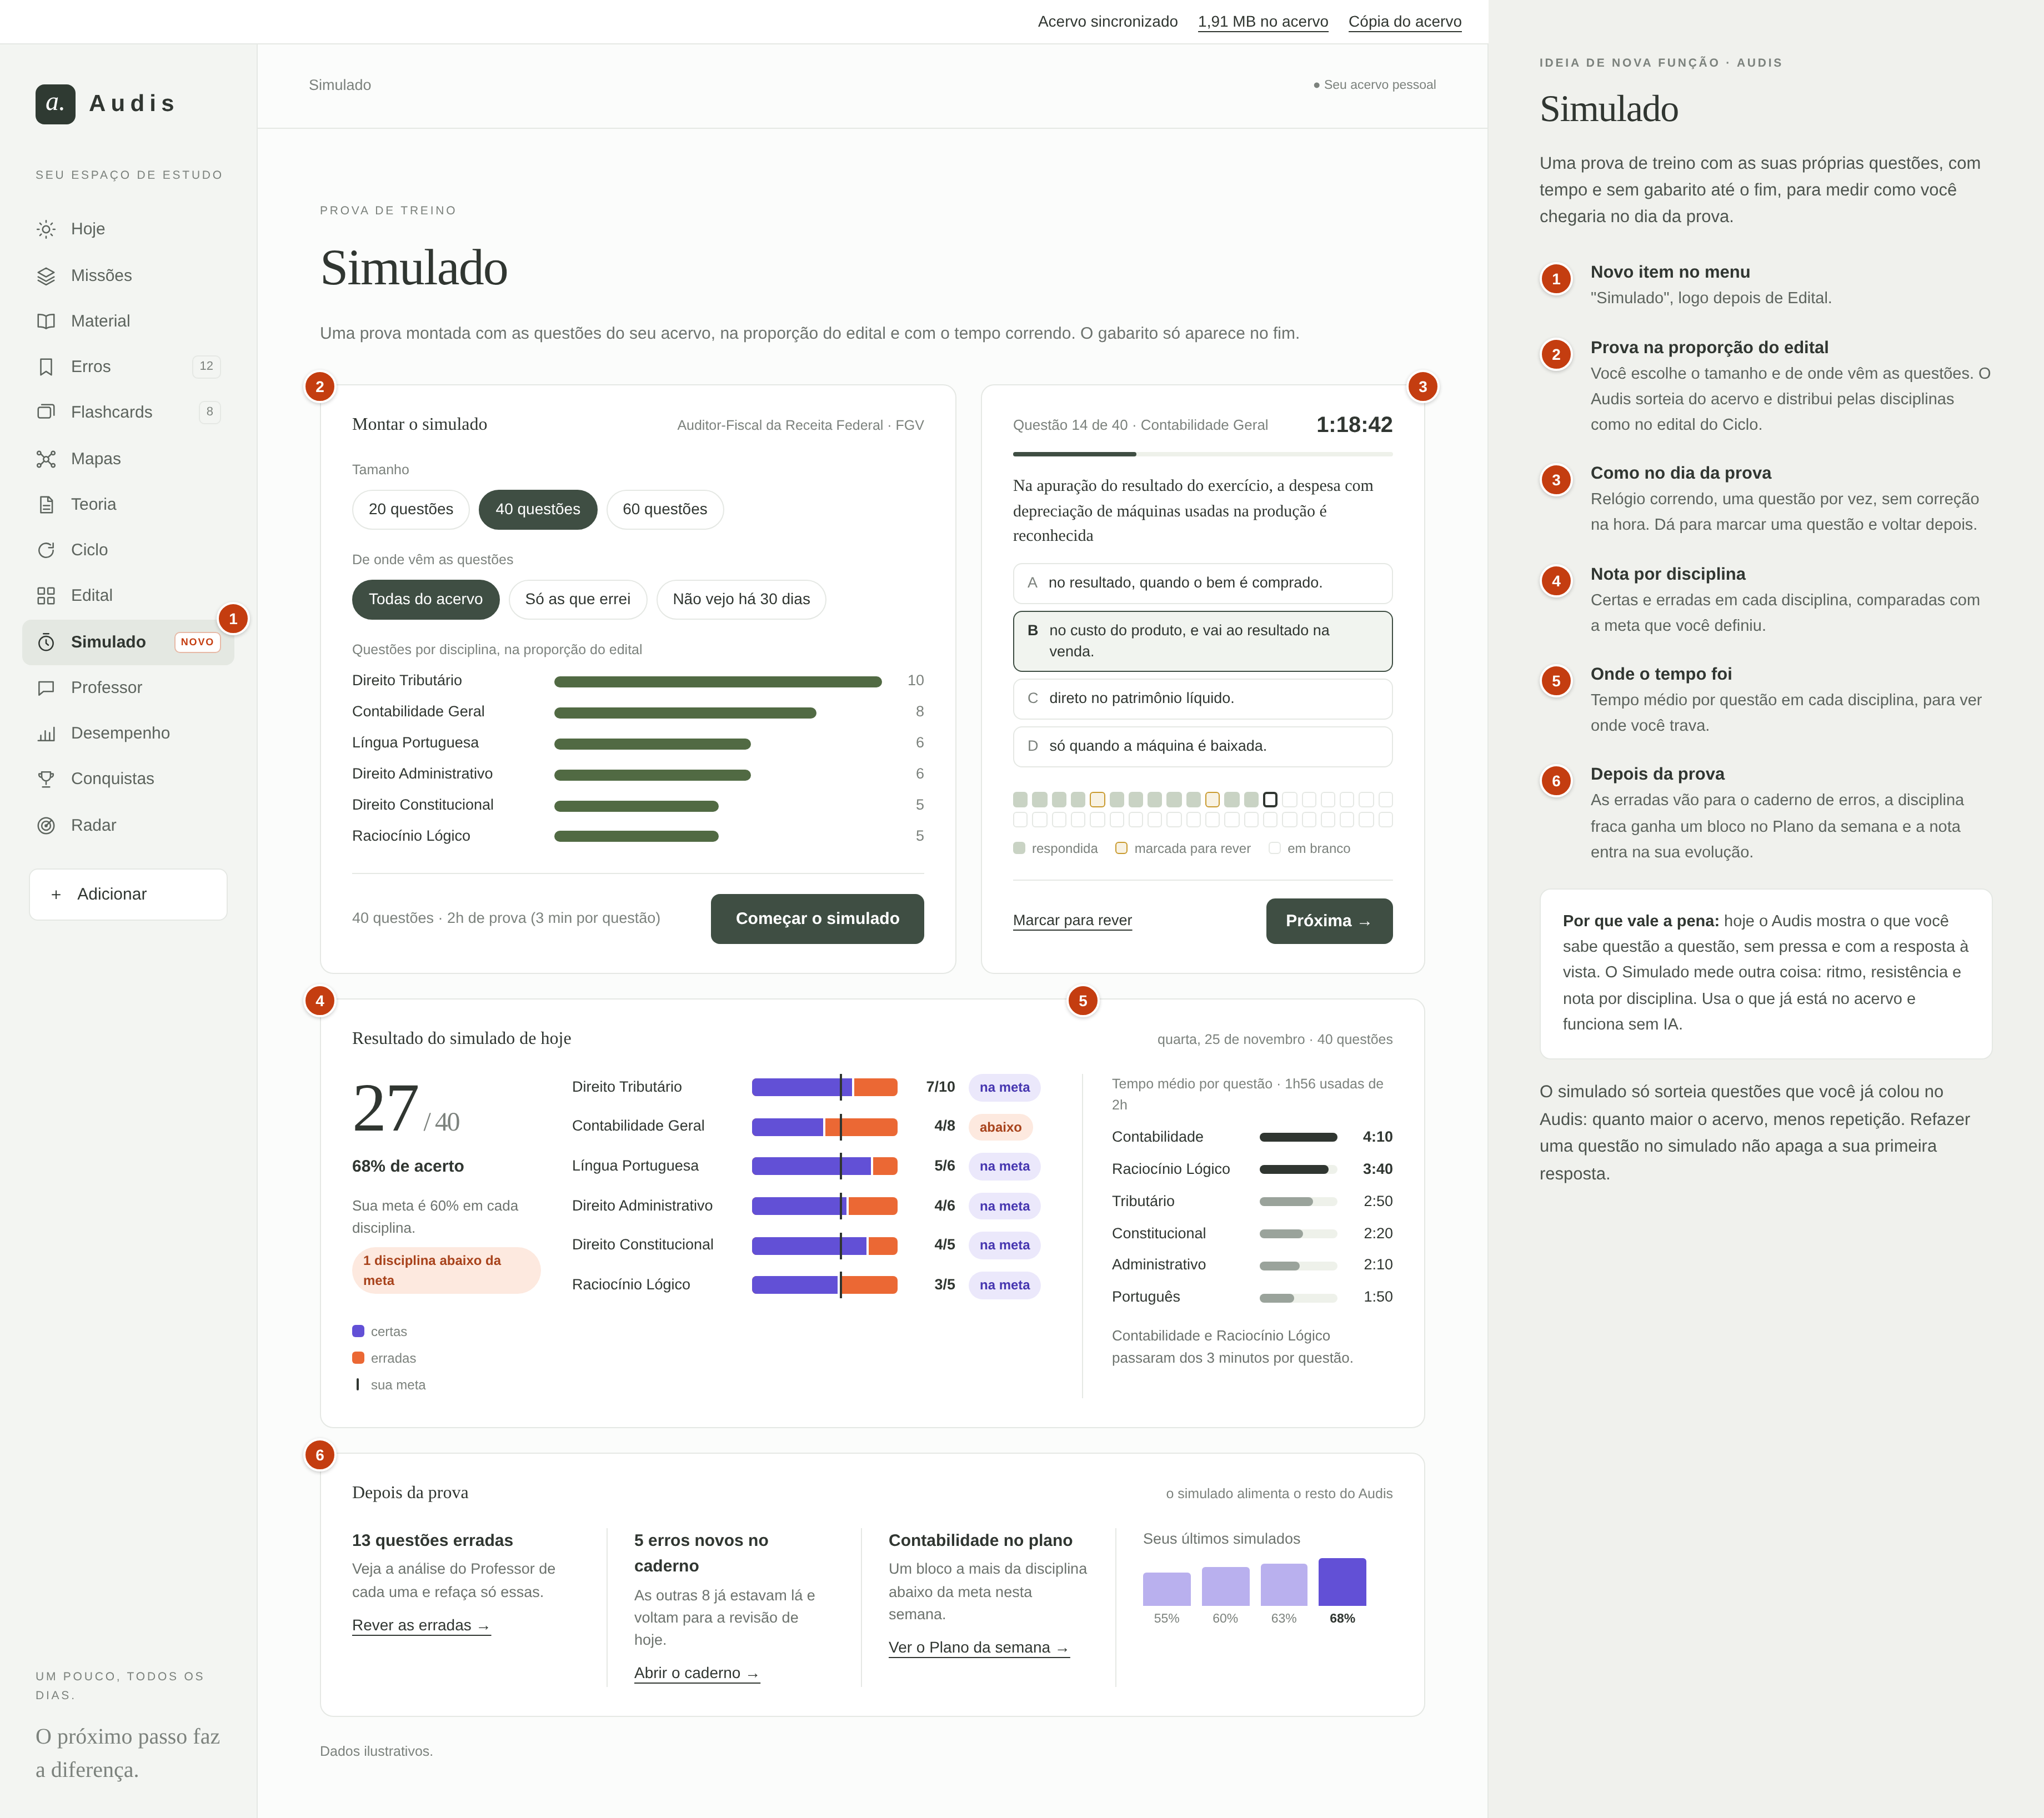 Acervo sincronizado 1,91 MB no acervo Cópia do acervo
a. Audis
SEU ESPAÇO DE ESTUDO
Hoje
Missões
Material
Erros 12
Flashcards 8
Mapas
Teoria
Ciclo
Edital
1
Simulado NOVO
Professor
Desempenho
Conquistas
Radar
+ Adicionar
UM POUCO, TODOS OS
DIAS.
O próximo passo faz
a diferença.
Simulado
● Seu acervo pessoal
PROVA DE TREINO
Simulado
Uma prova montada com as questões do seu acervo, na proporção do edital e com o tempo correndo. O gabarito só aparece no fim.
2
Montar o simulado
Auditor-Fiscal da Receita Federal · FGV
Tamanho
20 questões 40 questões 60 questões
De onde vêm as questões
Todas do acervo Só as que errei Não vejo há 30 dias
Questões por disciplina, na proporção do edital
Direito Tributário 10
Contabilidade Geral 8
Língua Portuguesa 6
Direito Administrativo 6
Direito Constitucional 5
Raciocínio Lógico 5
40 questões · 2h de prova (3 min por questão)
Começar o simulado
3
Questão 14 de 40 · Contabilidade Geral 1:18:42
Na apuração do resultado do exercício, a despesa com
depreciação de máquinas usadas na produção é
reconhecida
A no resultado, quando o bem é comprado.
B no custo do produto, e vai ao resultado na
venda.
C direto no patrimônio líquido.
D só quando a máquina é baixada.
respondida marcada para rever em branco
Marcar para rever Próxima →
4
Resultado do simulado de hoje
27 / 40
68% de acerto
Sua meta é 60% em cada
disciplina.
1 disciplina abaixo da
meta
certas
erradas
sua meta
Direito Tributário 7/10 na meta
Contabilidade Geral 4/8 abaixo
Língua Portuguesa 5/6 na meta
Direito Administrativo 4/6 na meta
Direito Constitucional 4/5 na meta
Raciocínio Lógico 3/5 na meta
5
quarta, 25 de novembro · 40 questões
Tempo médio por questão · 1h56 usadas de
2h
Contabilidade 4:10
Raciocínio Lógico 3:40
Tributário 2:50
Constitucional 2:20
Administrativo 2:10
Português 1:50
Contabilidade e Raciocínio Lógico
passaram dos 3 minutos por questão.
6
Depois da prova
o simulado alimenta o resto do Audis
13 questões erradas
Veja a análise do Professor de
cada uma e refaça só essas.
Rever as erradas →
5 erros novos no
caderno
As outras 8 já estavam lá e
voltam para a revisão de
hoje.
Abrir o caderno →
Contabilidade no plano
Um bloco a mais da disciplina
abaixo da meta nesta
semana.
Ver o Plano da semana →
Seus últimos simulados
55% 60% 63% 68%
Dados ilustrativos.
IDEIA DE NOVA FUNÇÃO · AUDIS
Simulado
Uma prova de treino com as suas próprias questões, com
tempo e sem gabarito até o fim, para medir como você
chegaria no dia da prova.
1 Novo item no menu
"Simulado", logo depois de Edital.
2 Prova na proporção do edital
Você escolhe o tamanho e de onde vêm as questões. O
Audis sorteia do acervo e distribui pelas disciplinas
como no edital do Ciclo.
3 Como no dia da prova
Relógio correndo, uma questão por vez, sem correção
na hora. Dá para marcar uma questão e voltar depois.
4 Nota por disciplina
Certas e erradas em cada disciplina, comparadas com
a meta que você definiu.
5 Onde o tempo foi
Tempo médio por questão em cada disciplina, para ver
onde você trava.
6 Depois da prova
As erradas vão para o caderno de erros, a disciplina
fraca ganha um bloco no Plano da semana e a nota
entra na sua evolução.
Por que vale a pena: hoje o Audis mostra o que você
sabe questão a questão, sem pressa e com a resposta à
vista. O Simulado mede outra coisa: ritmo, resistência e
nota por disciplina. Usa o que já está no acervo e
funciona sem IA.
O simulado só sorteia questões que você já colou no
Audis: quanto maior o acervo, menos repetição. Refazer
uma questão no simulado não apaga a sua primeira
resposta.